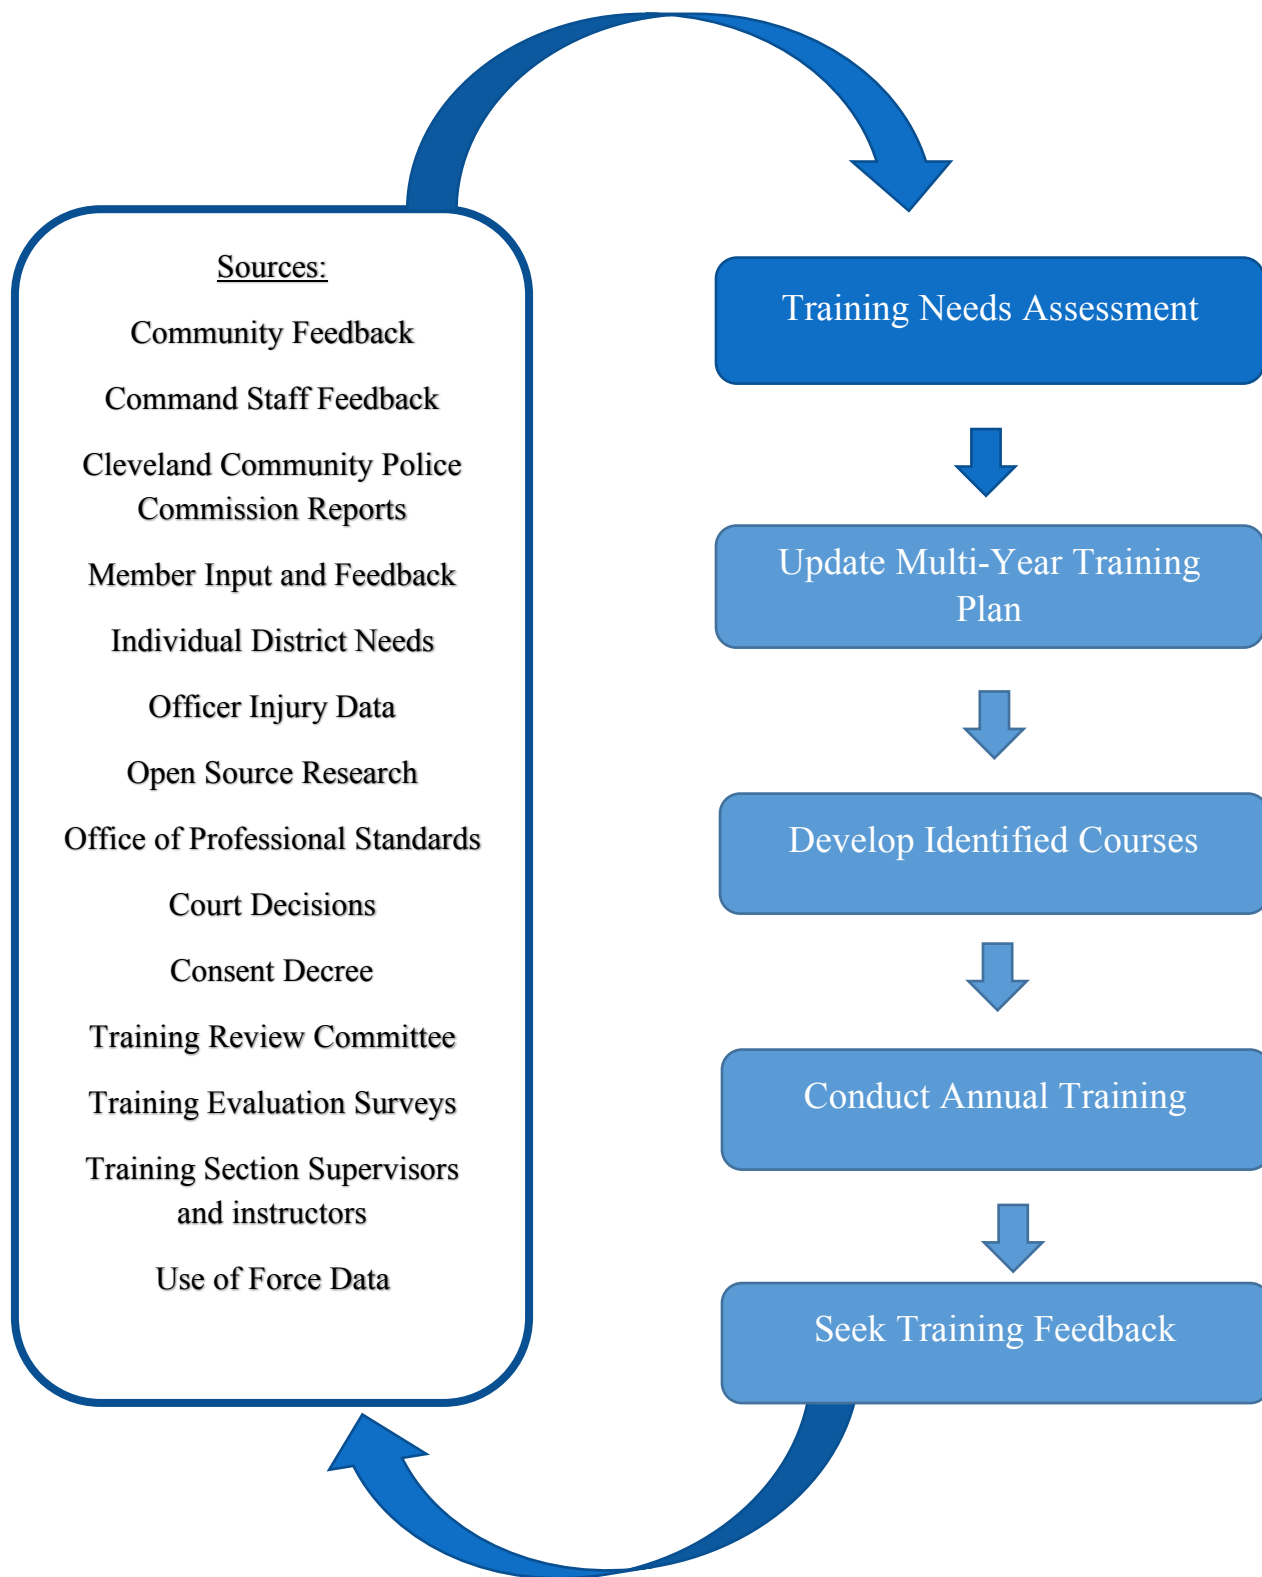 Sources:
Community Feedback
Command Staff Feedback
Cleveland Community Police
Commission Reports
Member Input and Feedback
Individual District Needs
Officer Injury Data
Open Source Research
Office of Professional Standards
Court Decisions
Consent Decree
Training Review Committee
Training Evaluation Surveys
Training Section Supervisors
and instructors
Use of Force Data
Training Needs Assessment
Update Multi-Year Training
Plan
Develop Identified Courses
Conduct Annual Training
Seek Training Feedback